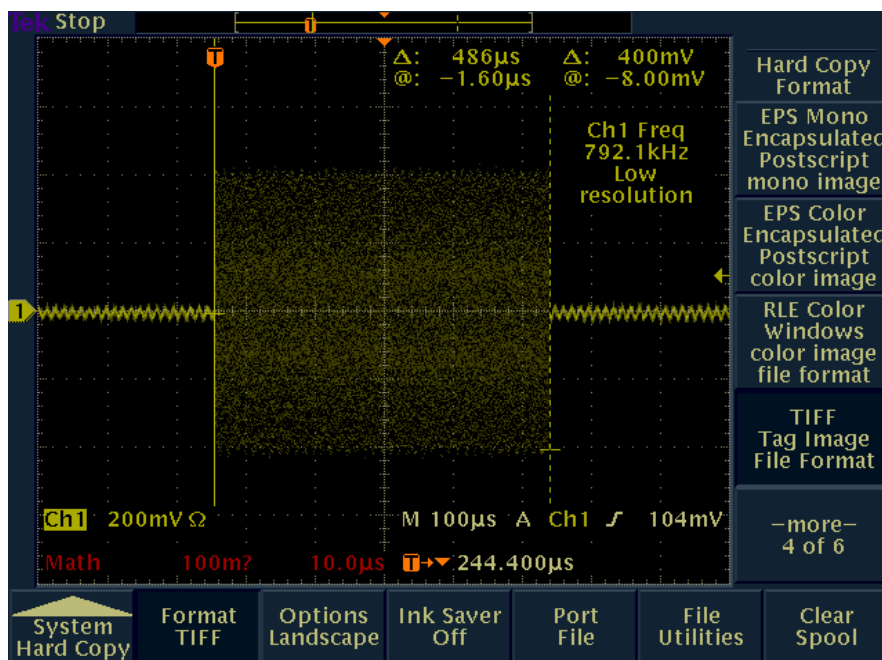 Tek Stop
T
T
Δ: 486µs Δ: 400mV
@: −1.60µs @: −8.00mV
Ch1 Freq
792.1kHz
Low
resolution
1
Ch1 200mVΩ M 100µs A Ch1 104mV
Math 100m? 10.0µs T 244.400µs
Hard Copy
Format
EPS Mono
Encapsulated
Postscript
mono image
EPS Color
Encapsulated
Postscript
color image
RLE Color
Windows
color image
file format
TIFF
Tag Image
File Format
−more−
4 of 6
System
Hard Copy
Format
TIFF
Options
Landscape
Ink Saver
Off
Port
File
File
Utilities
Clear
Spool